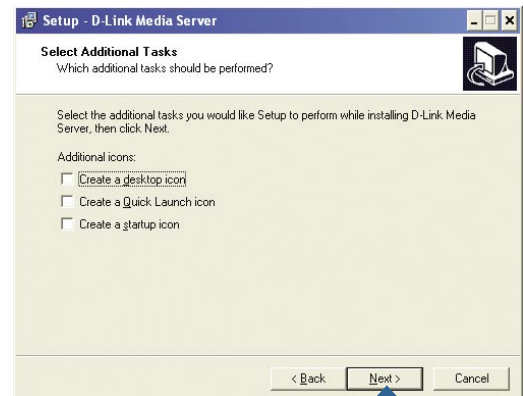 Setup - D-Link Media Server
Select Additional Tasks
Which additional tasks should be performed?
Select the additional tasks you would like Setup to perform while installing D-Link Media
Server, then click Next.
Additional icons:
Create a desktop icon
Create a Quick Launch icon
Create a startup icon
< Back Next > Cancel